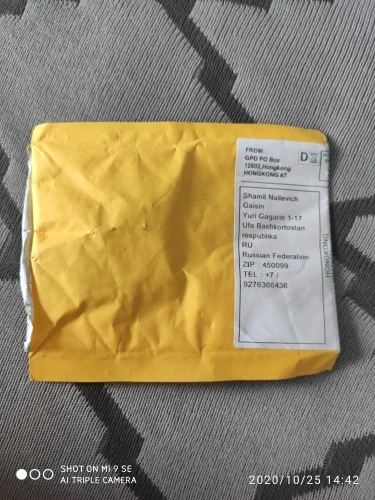 FROM:
GPO PO Box
12602,Hongkong
HONGKONG AT
D
Shamil Nailevich
Gaisin
Yuri Gagarin 1-17
Ufa Bashkortostan
respublika
RU
Russian Federation
ZIP : 450099
TEL : +7 /
9276366436
HONGKONG
SHOT ON MI 9 SE
AI TRIPLE CAMERA
2020/10/25 14:42